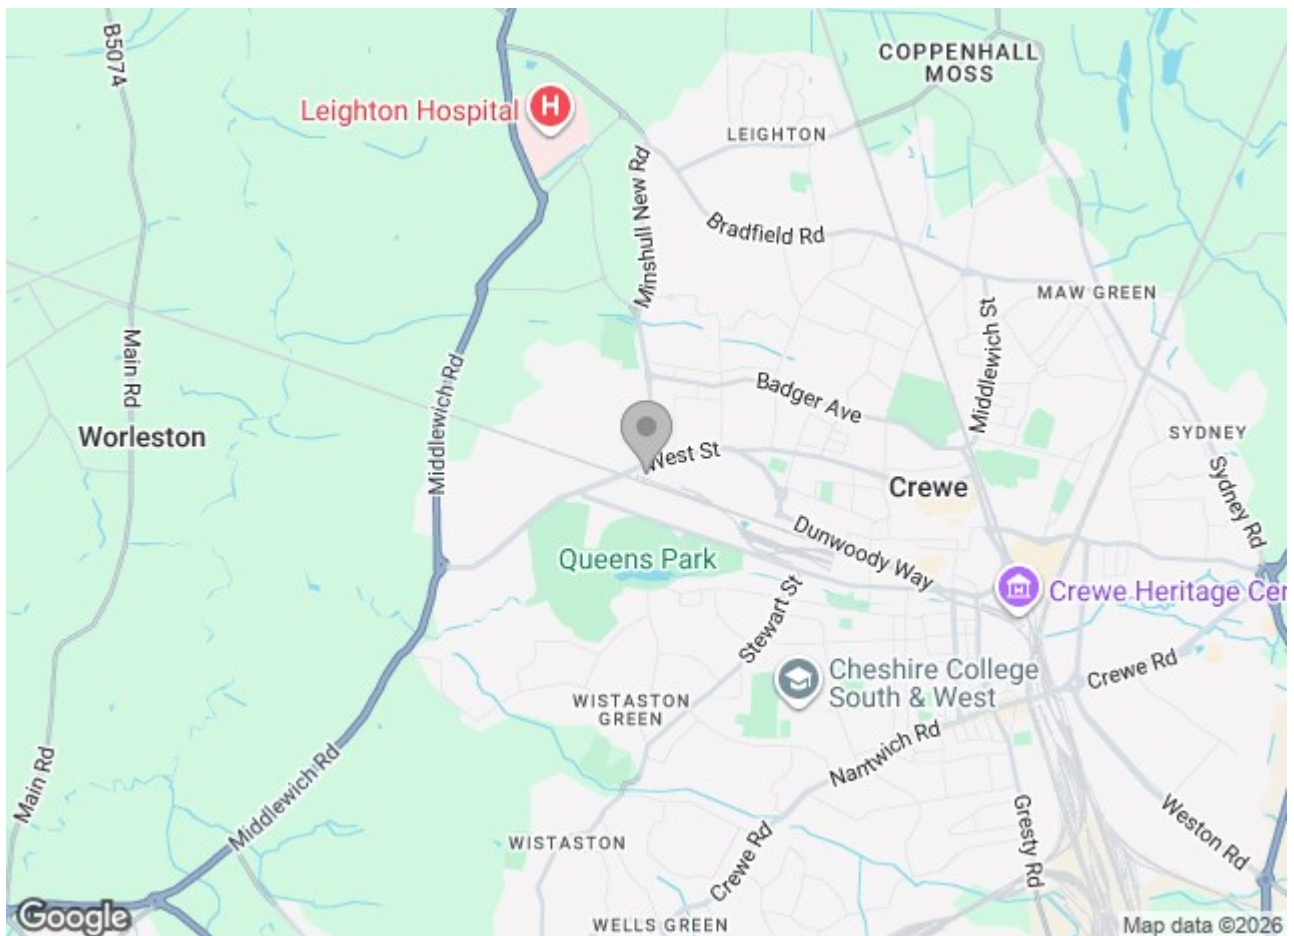 B5074
COPPENHALL
MOSS
Leighton Hospital
H
LEIGHTON
Minshull New Rd
Bradfield Rd
MAW GREEN
Middlewich St
Main Rd
Middlewich Rd
Badger Ave
Worleston
SYDNEY
West St
Crewe
Sydney Rd
Dunwoody Way
Queens Park
Crewe Heritage Cen
Stewart St
Cheshire College
South & West
Crewe Rd
WISTASTON
GREEN
Nantwich Rd
Main Rd
Middlewich Rd
Gresty Rd
Weston Rd
WISTASTON
Crewe Rd
WELLS GREEN
Google
Map data ©2026